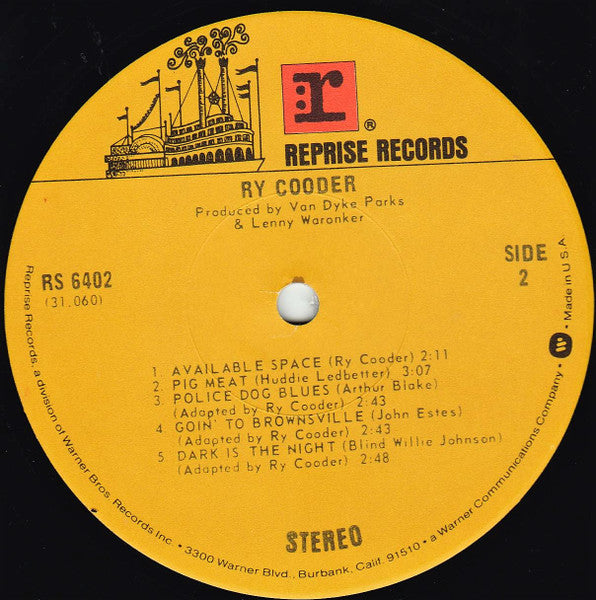 r
®
REPRISE RECORDS
RY COODER
Produced by Van Dyke Parks
& Lenny Waronker
RS 6402
(31.060)
SIDE
2
1. AVAILABLE SPACE (Ry Cooder) 2:11
2. PIG MEAT (Huddie Ledbetter) 3:07
3. POLICE DOG BLUES (Arthur Blake)
(Adapted by Ry Cooder) 2:43
4. GOIN' TO BROWNSVILLE (John Estes)
(Adapted by Ry Cooder) 2:43
5. DARK IS THE NIGHT (Blind Willie Johnson)
(Adapted by Ry Cooder) 2:48
STEREO
Reprise Records, a division of Warner Bros. Records Inc. • 3300 Warner Blvd., Burbank, Calif. 91510 • a Warner Communications Company. • Made in U.S.A.